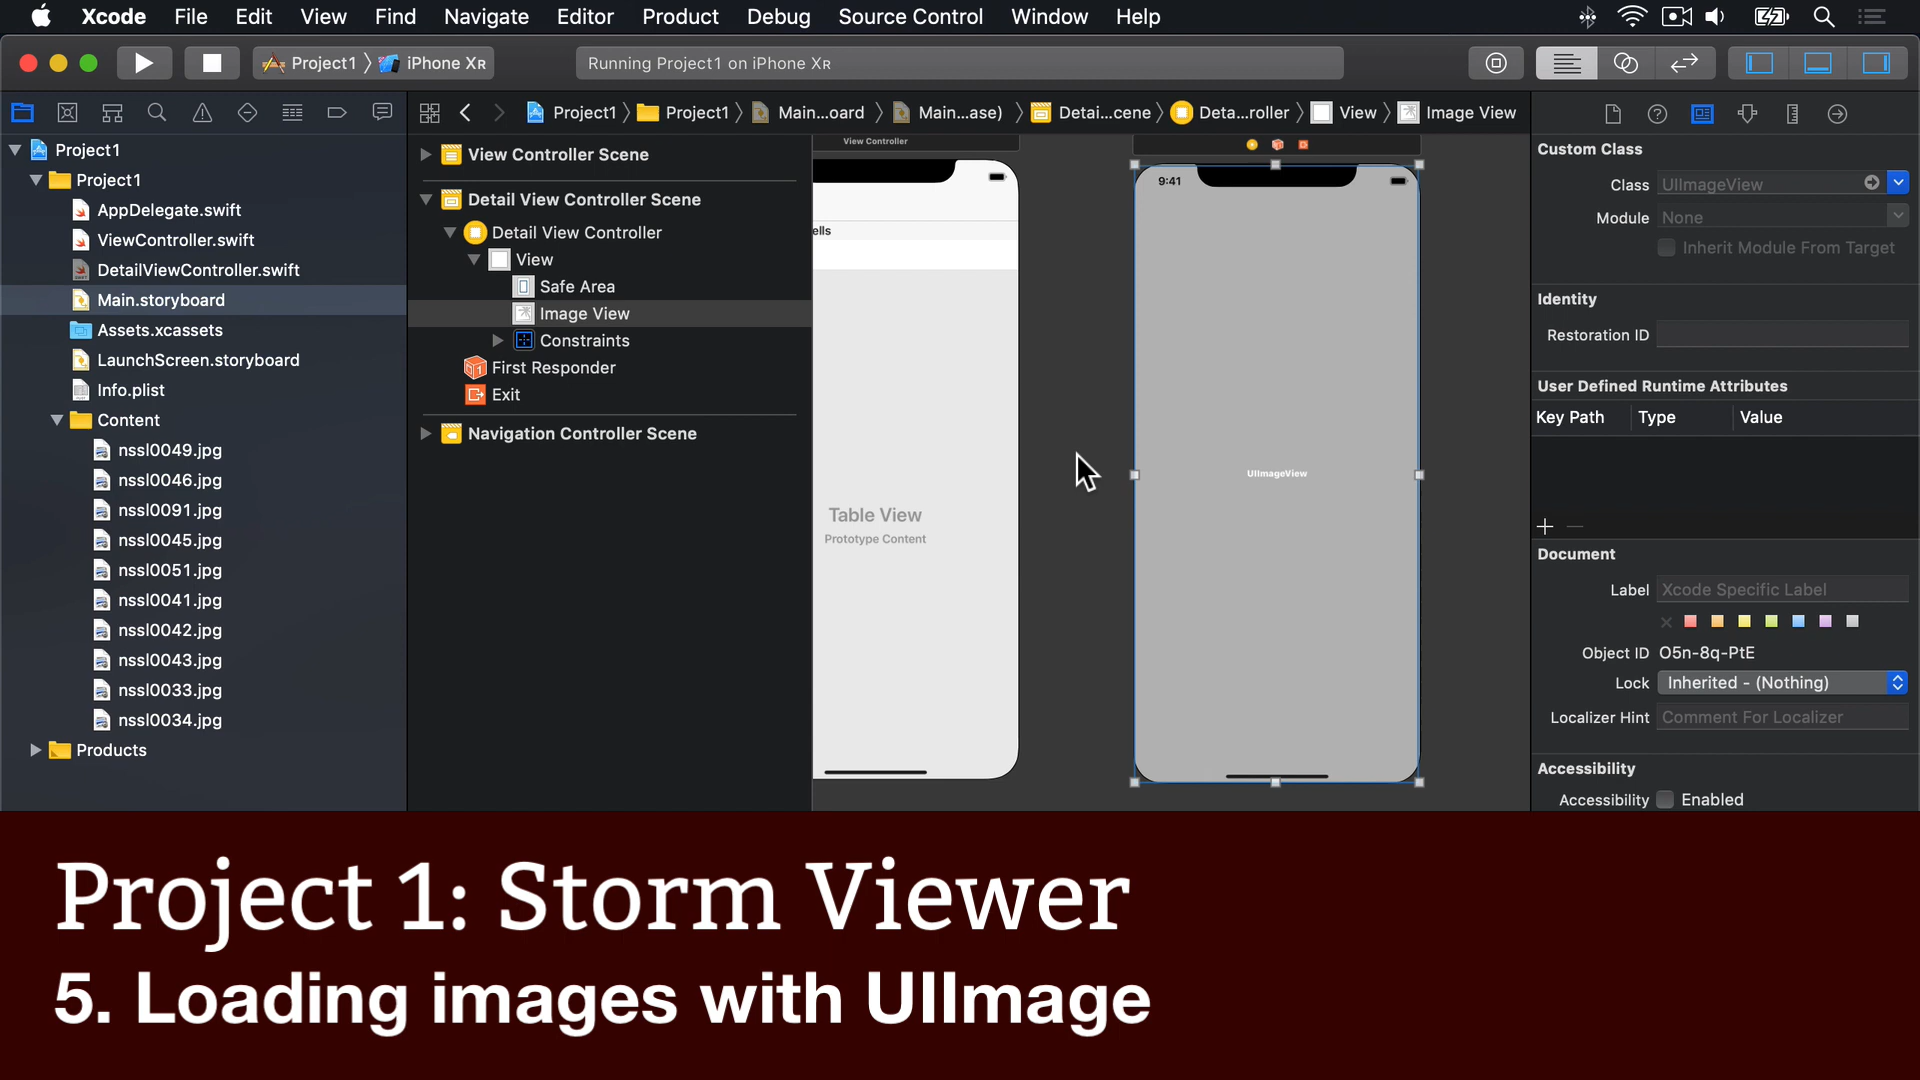 Xcode File Edit View Find Navigate Editor Product Debug Source Control Window Help
Project1 iPhone XR
Running Project1 on iPhone XR
Project1 Project1 Main...oard Main...ase) Detai...cene Deta...roller View Image View
Project1
Project1
AppDelegate.swift
ViewController.swift
DetailViewController.swift
Main.storyboard
Assets.xcassets
LaunchScreen.storyboard
Info.plist
Content
nssl0049.jpg
nssl0046.jpg
nssl0091.jpg
nssl0045.jpg
nssl0051.jpg
nssl0041.jpg
nssl0042.jpg
nssl0043.jpg
nssl0033.jpg
nssl0034.jpg
Products
View Controller Scene
Detail View Controller Scene
Detail View Controller
View
Safe Area
Image View
Constraints
First Responder
Exit
Navigation Controller Scene
View Controller
ells
Table View
Prototype Content
9:41
UIImageView
Custom Class
Class UIImageView
Module None
Inherit Module From Target
Identity
Restoration ID
User Defined Runtime Attributes
Key Path Type Value
Document
Label Xcode Specific Label
Object ID O5n-8q-PtE
Lock Inherited - (Nothing)
Localizer Hint Comment For Localizer
Accessibility
Accessibility Enabled
Project 1: Storm Viewer
5. Loading images with UIImage